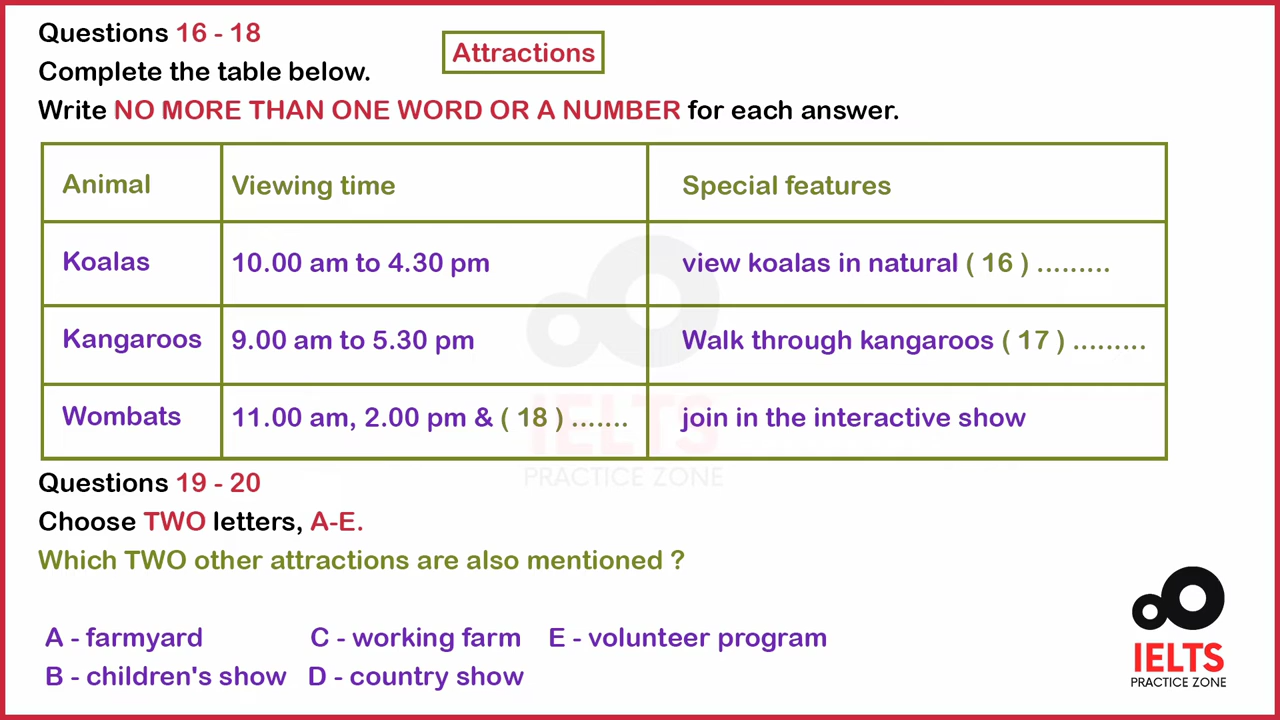 Questions 16 - 18
Attractions
Complete the table below.
Write NO MORE THAN ONE WORD OR A NUMBER for each answer.
Animal Viewing time Special features
Koalas 10.00 am to 4.30 pm view koalas in natural ( 16 ) .........
Kangaroos 9.00 am to 5.30 pm Walk through kangaroos ( 17 ) .........
Wombats 11.00 am, 2.00 pm & ( 18 ) ....... join in the interactive show
IELTS
PRACTICE ZONE
Questions 19 - 20
Choose TWO letters, A-E.
Which TWO other attractions are also mentioned ?
A - farmyard C - working farm E - volunteer program
B - children's show D - country show
IELTS
PRACTICE ZONE